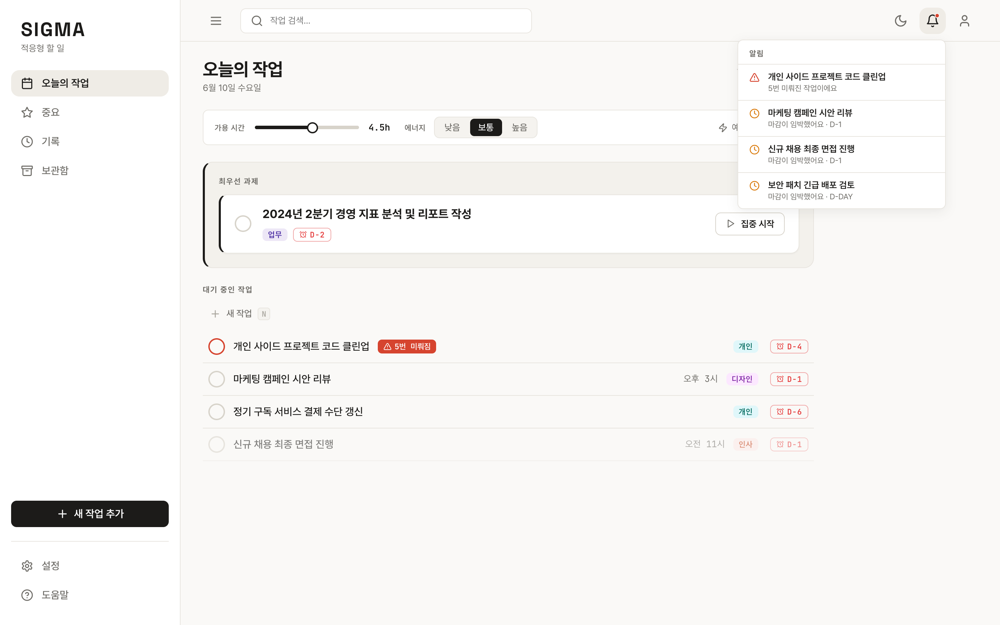 SIGMA
적응형 할 일
오늘의 작업
중요
기록
보관함
새 작업 추가
설정
도움말
작업 검색...
오늘의 작업
6월 10일 수요일
가용 시간
4.5h
에너지
낮음
보통
높음
최우선 과제
2024년 2분기 경영 지표 분석 및 리포트 작성
업무
D-2
집중 시작
대기 중인 작업
새 작업 N
개인 사이드 프로젝트 코드 클린업 5번 미뤄짐 개인 D-4
마케팅 캠페인 시안 리뷰 오후 3시 디자인 D-1
정기 구독 서비스 결제 수단 갱신 개인 D-6
신규 채용 최종 면접 진행 오전 11시 인사 D-1
알림
개인 사이드 프로젝트 코드 클린업
5번 미뤄진 작업이에요
마케팅 캠페인 시안 리뷰
마감이 임박했어요 · D-1
신규 채용 최종 면접 진행
마감이 임박했어요 · D-1
보안 패치 긴급 배포 검토
마감이 임박했어요 · D-DAY